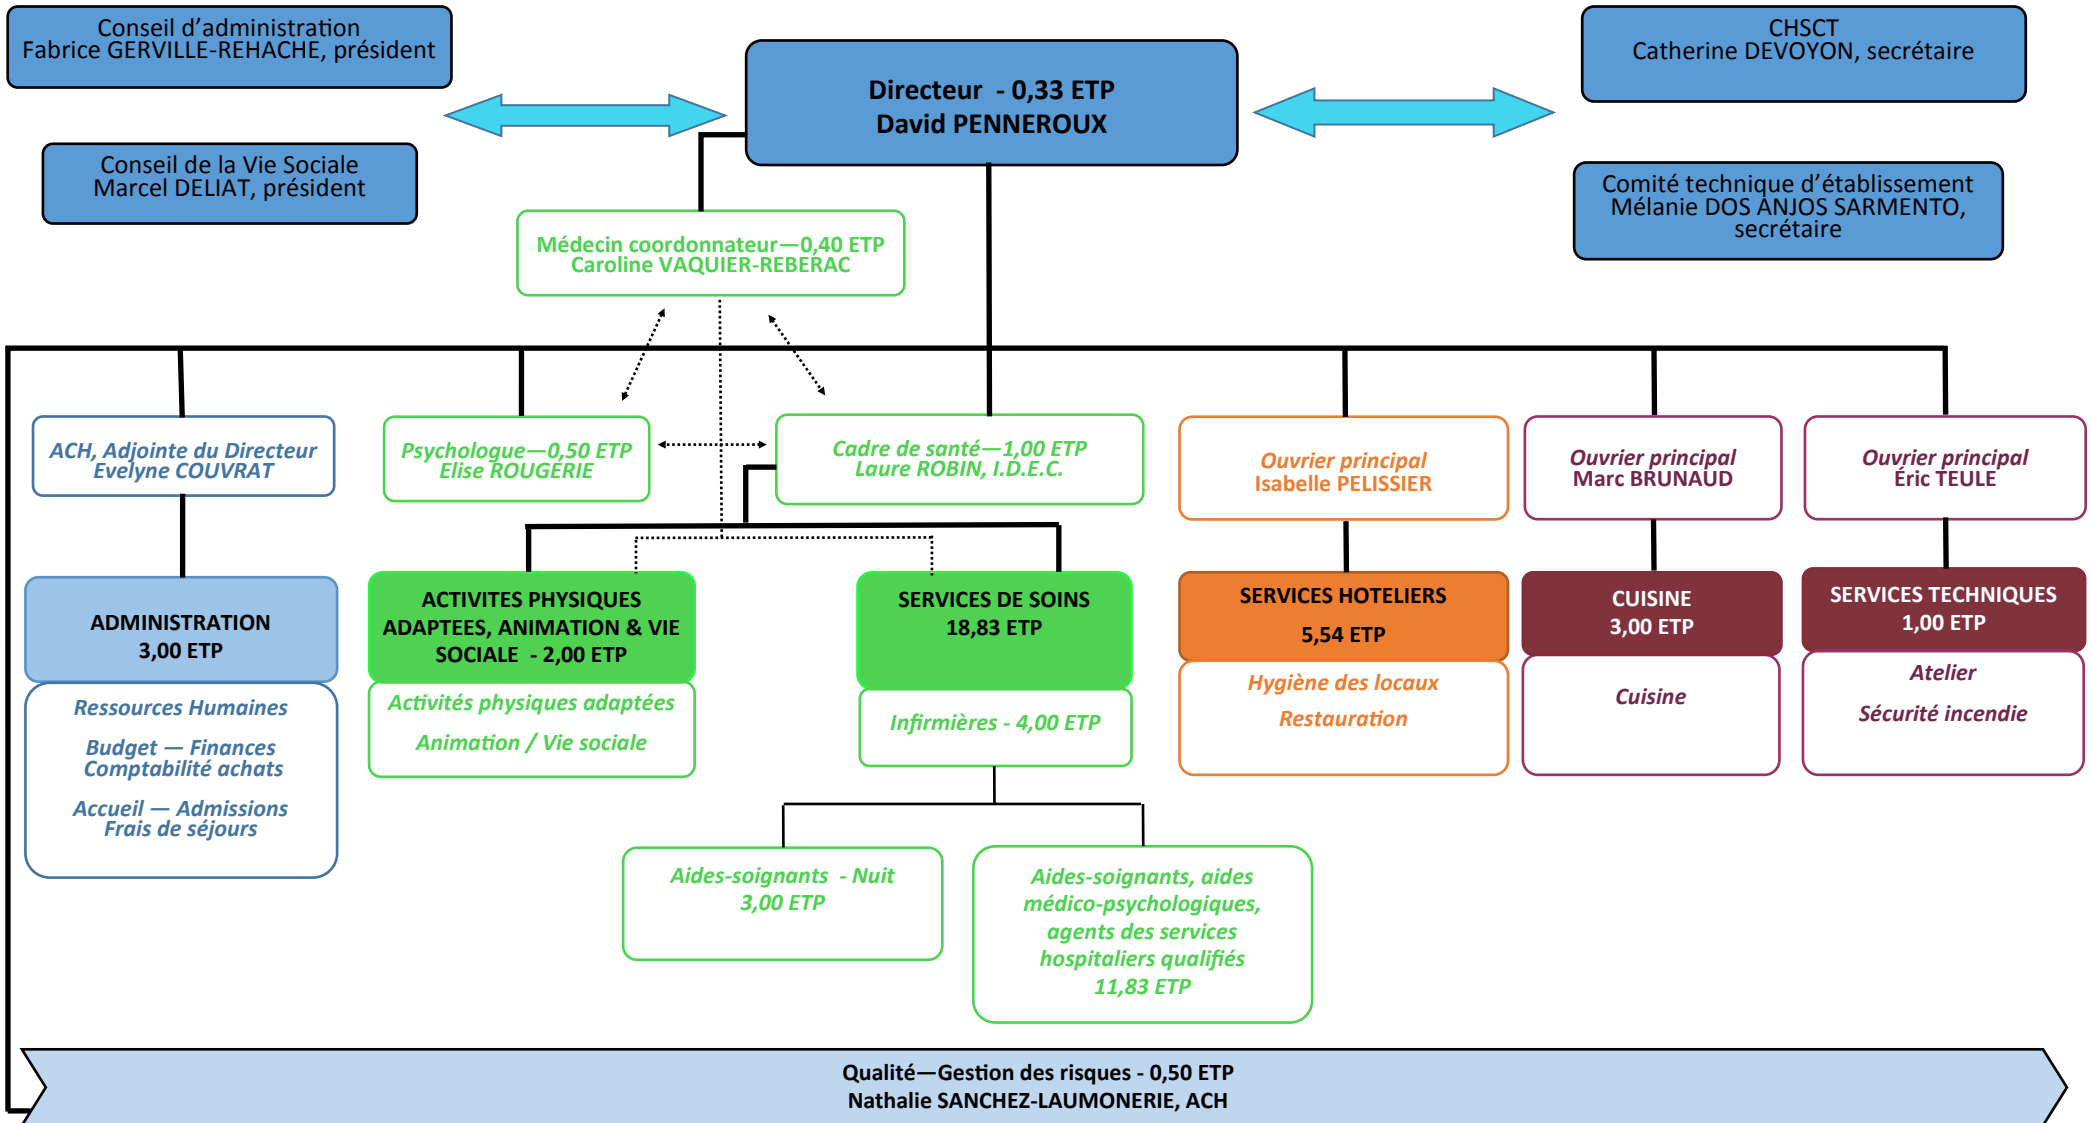 Conseil d’administration
Fabrice GERVILLE-REHACHE, président
CHSCT
Catherine DEVOYON, secrétaire
Directeur - 0,33 ETP
David PENNEROUX
Conseil de la Vie Sociale
Marcel DELIAT, président
Comité technique d’établissement
Mélanie DOS ANJOS SARMENTO,
secrétaire
Médecin coordonnateur—0,40 ETP
Caroline VAQUIER-REBERAC
ACH, Adjointe du Directeur
Evelyne COUVRAT
Psychologue—0,50 ETP
Elise ROUGERIE
Cadre de santé—1,00 ETP
Laure ROBIN, I.D.E.C.
Ouvrier principal
Isabelle PELISSIER
Ouvrier principal
Marc BRUNAUD
Ouvrier principal
Éric TEULE
ADMINISTRATION
3,00 ETP
ACTIVITES PHYSIQUES
ADAPTEES, ANIMATION & VIE
SOCIALE - 2,00 ETP
SERVICES DE SOINS
18,83 ETP
SERVICES HOTELIERS
5,54 ETP
CUISINE
3,00 ETP
SERVICES TECHNIQUES
1,00 ETP
Ressources Humaines
Budget — Finances
Comptabilité achats
Accueil — Admissions
Frais de séjours
Activités physiques adaptées
Animation / Vie sociale
Infirmières - 4,00 ETP
Hygiène des locaux
Restauration
Cuisine
Atelier
Sécurité incendie
Aides-soignants - Nuit
3,00 ETP
Aides-soignants, aides
médico-psychologiques,
agents des services
hospitaliers qualifiés
11,83 ETP
Qualité—Gestion des risques - 0,50 ETP
Nathalie SANCHEZ-LAUMONERIE, ACH